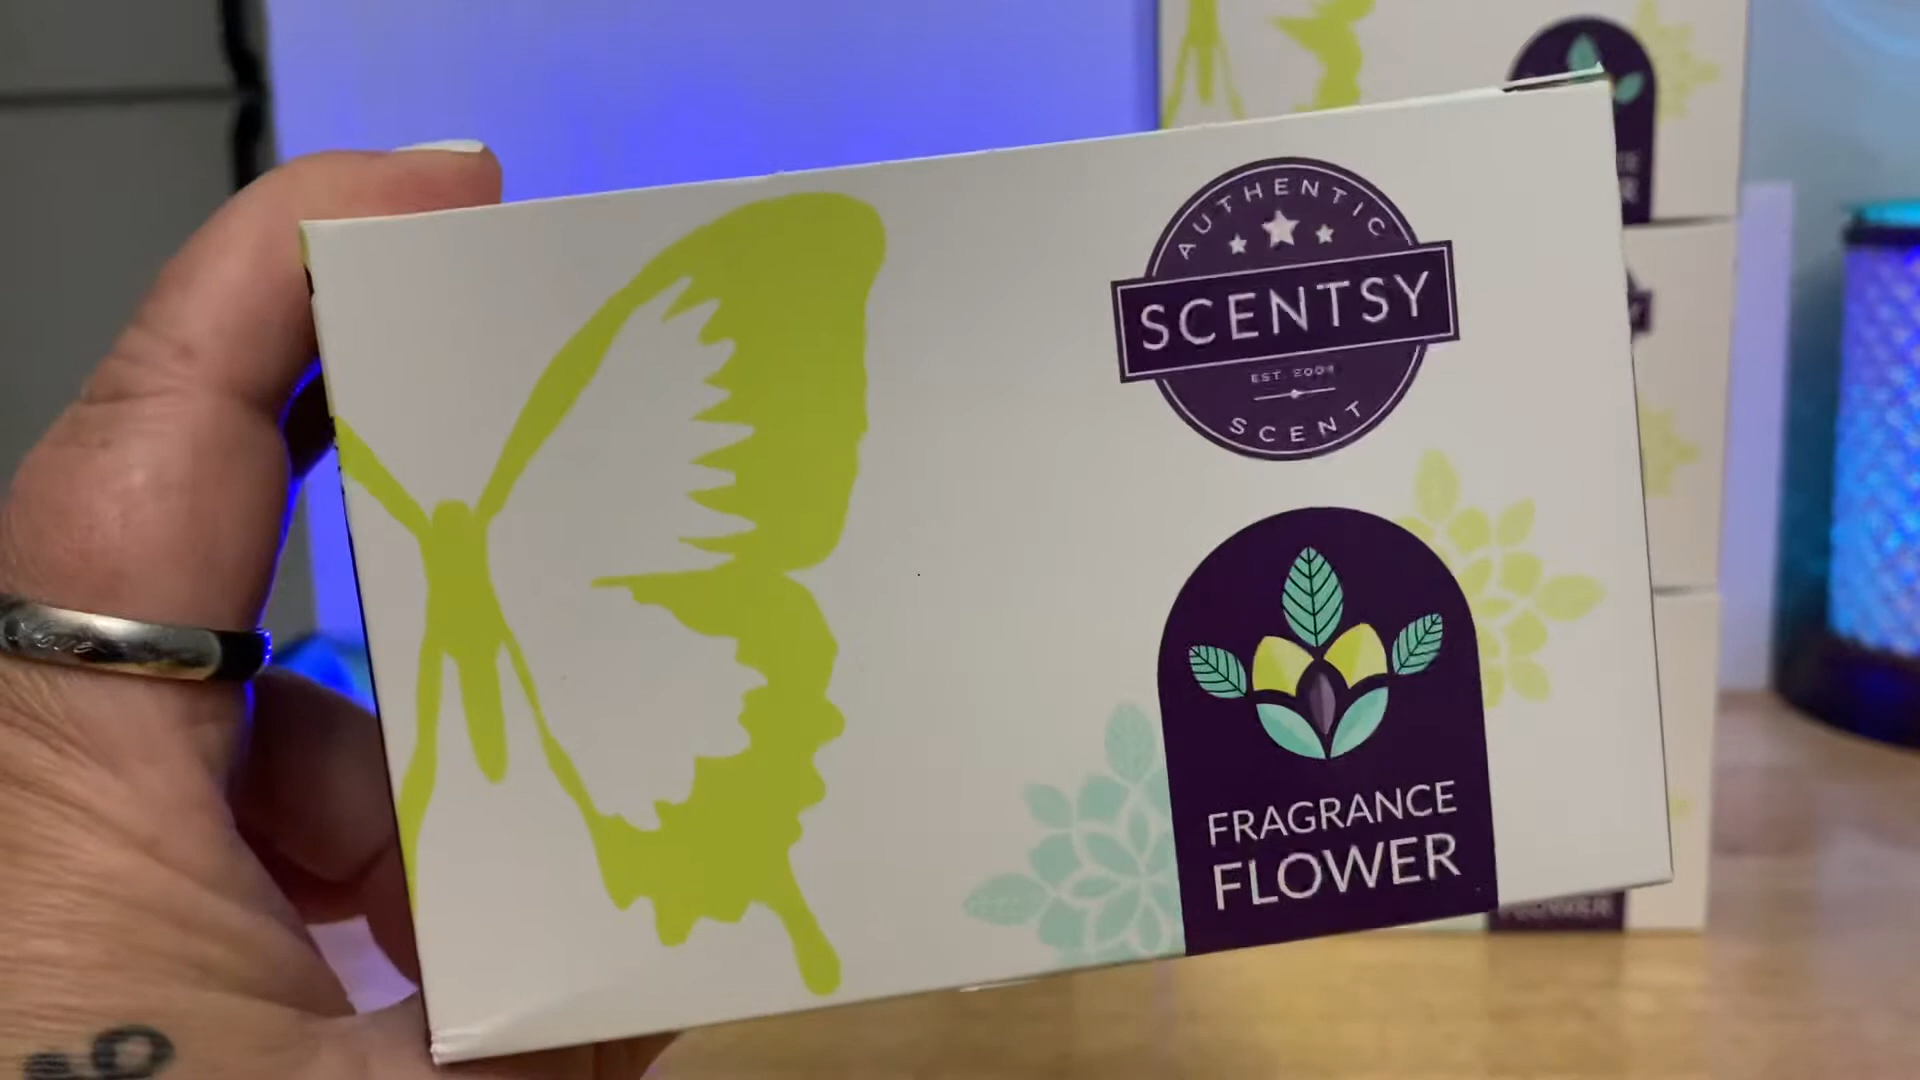 AUTHENTIC
SCENTSY
EST. 2004
SCENT
FRAGRANCE
FLOWER